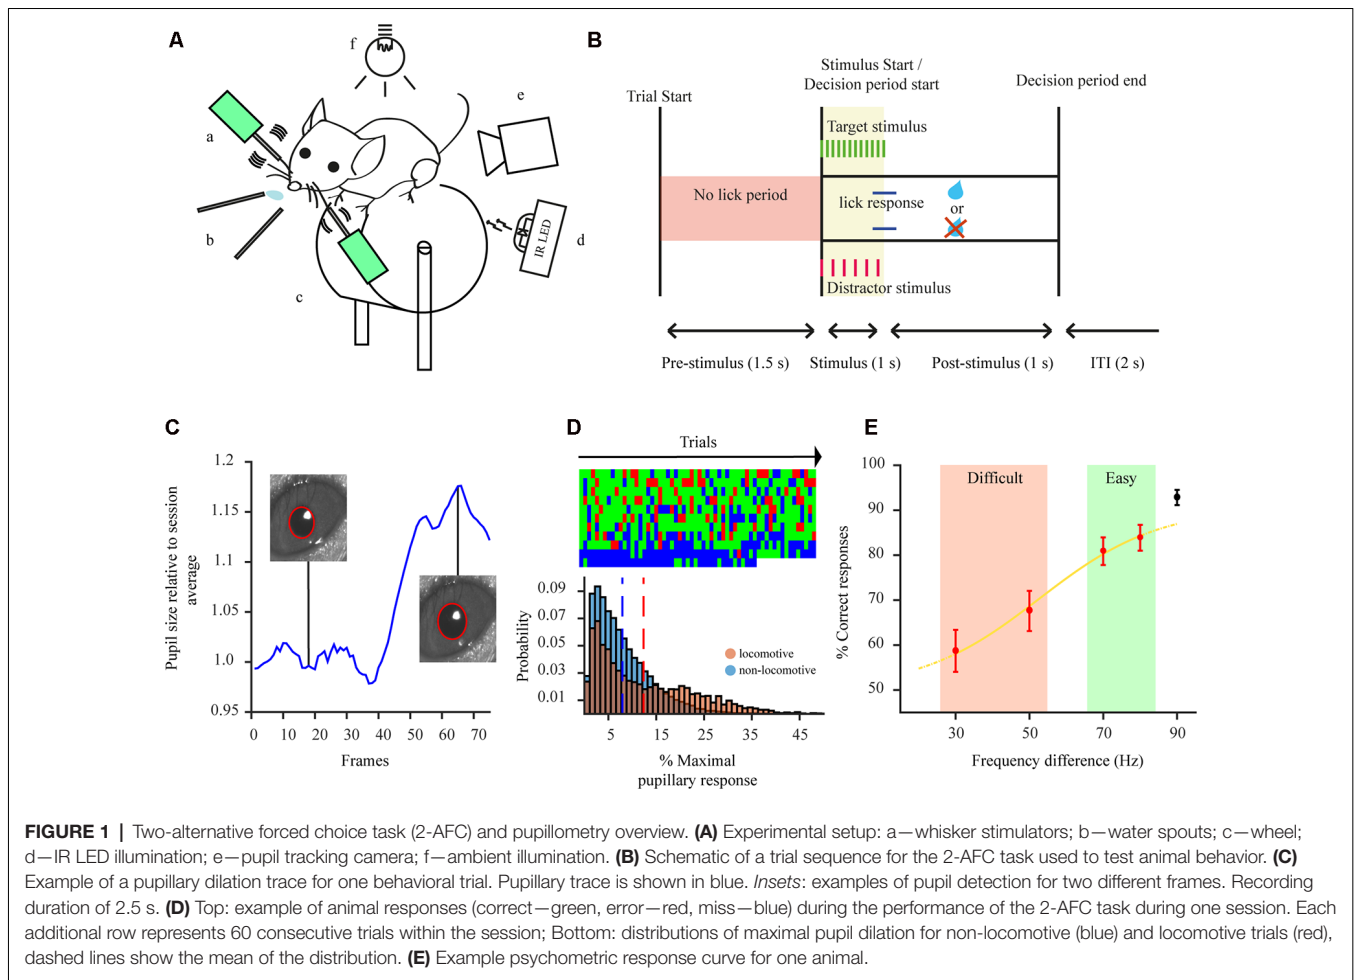 A
f
e
a
b
c
d
IR LED
B
Stimulus Start /
Decision period start
Decision period end
Trial Start
Target stimulus
No lick period
lick response
or
Distractor stimulus
Pre-stimulus (1.5 s)
Stimulus (1 s)
Post-stimulus (1 s)
ITI (2 s)
C
Pupil size relative to session
average
1.2
1.15
1.1
1.05
1.0
0.95
0
10
20
30
40
50
60
70
Frames
D
Trials
Probability
0.09
0.07
0.05
0.03
0.01
locomotive
non-locomotive
5
15
25
35
45
% Maximal
pupillary response
E
% Correct responses
100
90
80
70
60
50
Difficult
Easy
30
50
70
90
Frequency difference (Hz)
FIGURE 1 | Two-alternative forced choice task (2-AFC) and pupillometry overview. (A) Experimental setup: a—whisker stimulators; b—water spouts; c—wheel;
d—IR LED illumination; e—pupil tracking camera; f—ambient illumination. (B) Schematic of a trial sequence for the 2-AFC task used to test animal behavior. (C)
Example of a pupillary dilation trace for one behavioral trial. Pupillary trace is shown in blue. Insets: examples of pupil detection for two different frames. Recording
duration of 2.5 s. (D) Top: example of animal responses (correct—green, error—red, miss—blue) during the performance of the 2-AFC task during one session. Each
additional row represents 60 consecutive trials within the session; Bottom: distributions of maximal pupil dilation for non-locomotive (blue) and locomotive trials (red),
dashed lines show the mean of the distribution. (E) Example psychometric response curve for one animal.